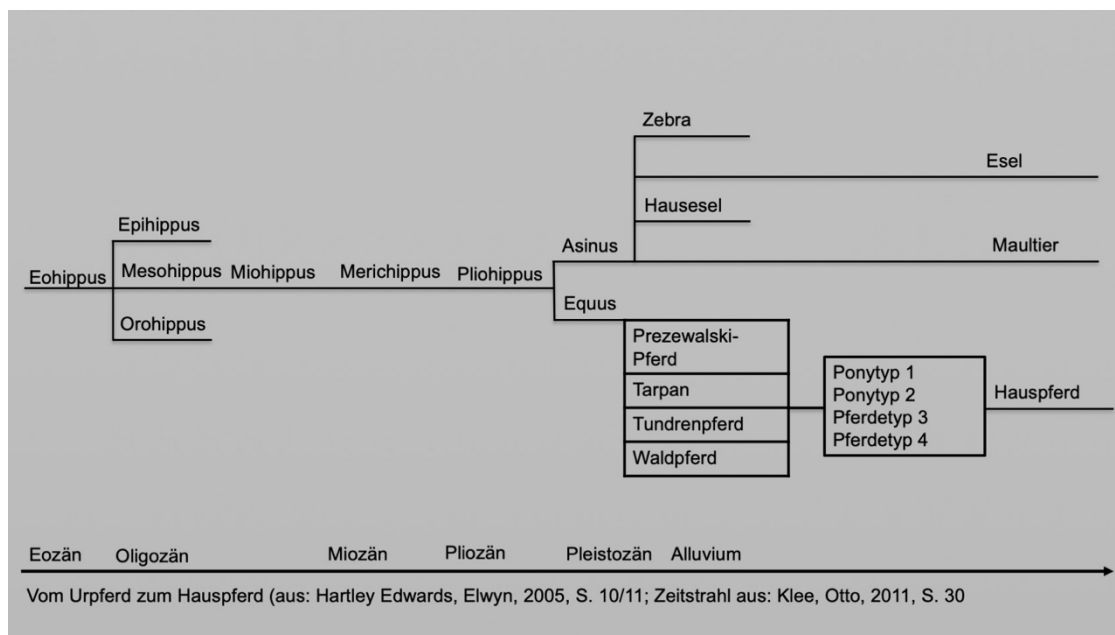 Zebra
Esel
Hausesel
Epihippus
Asinus
Maultier
Eohippus
Mesohippus
Miohippus
Merichippus
Pliohippus
Equus
Orohippus
Prezewalski-
Pferd
Tarpan
Tundrenpferd
Waldpferd
Ponytyp 1
Ponytyp 2
Pferdetyp 3
Pferdetyp 4
Hauspferd
Eozän
Oligozän
Miozän
Pliozän
Pleistozän
Alluvium
Vom Urpferd zum Hauspferd (aus: Hartley Edwards, Elwyn, 2005, S. 10/11; Zeitstrahl aus: Klee, Otto, 2011, S. 30